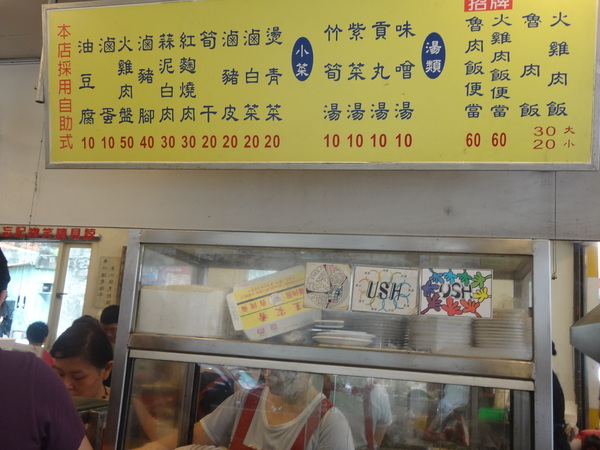 火雞肉飯
魯肉飯
大 30
小 20
招牌
火雞肉飯便當 60
魯肉飯便當 60
湯類
味噌湯 10
貢丸湯 10
紫菜湯 10
竹筍湯 10
小菜
燙青菜 20
滷白菜 20
滷豬皮 20
筍干 20
紅麴燒肉 30
蒜泥白肉 30
滷豬腳 40
火雞肉盤 50
滷蛋 10
油豆腐 10
本店採用自助式
USH
USH